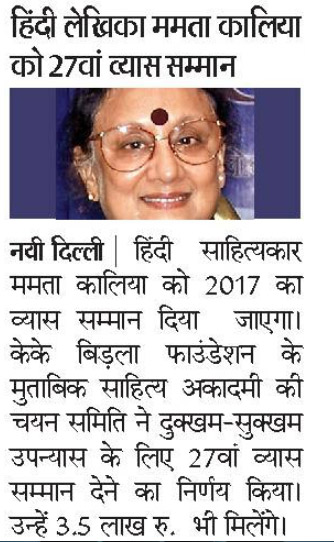 हिंदी लेखिका ममता कालिया
को 27वां व्यास सम्मान
नयी दिल्ली | हिंदी साहित्यकार
ममता कालिया को 2017 का
व्यास सम्मान दिया जाएगा।
केके बिड़ला फाउंडेशन के
मुताबिक साहित्य अकादमी की
चयन समिति ने दुक्खम-सुक्खम
उपन्यास के लिए 27वां व्यास
सम्मान देने का निर्णय किया।
उन्हें 3.5 लाख रु. भी मिलेंगे।